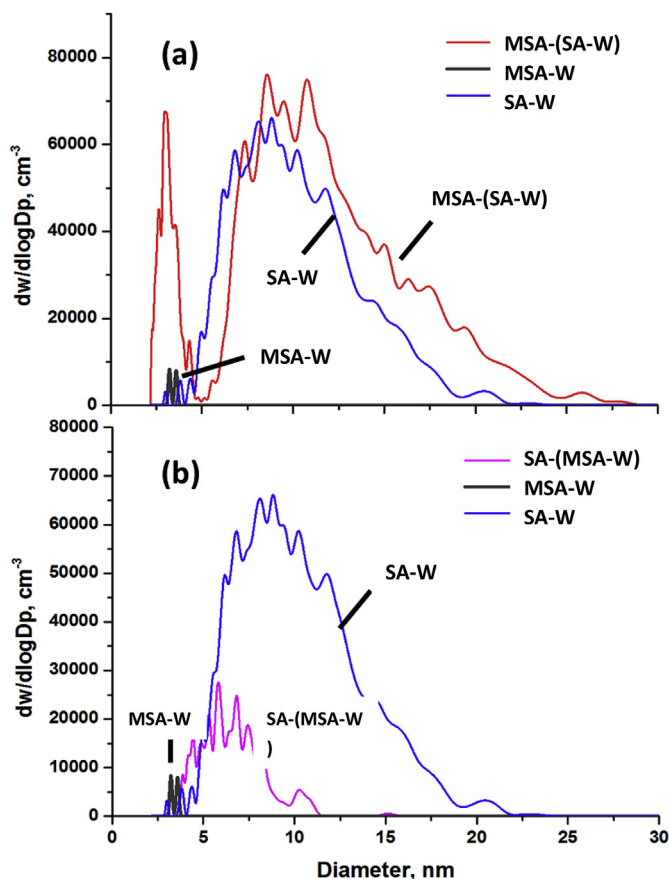 80000
(a)
MSA-(SA-W)
MSA-W
SA-W
60000
40000
20000
0
dw/dlogDp, cm-3
MSA-(SA-W)
SA-W
MSA-W
80000
(b)
SA-(MSA-W)
MSA-W
SA-W
70000
60000
50000
40000
30000
20000
10000
0
dw/dlogDp, cm-3
SA-W
MSA-W
SA-(MSA-W
)
0 5 10 15 20 25 30
Diameter, nm